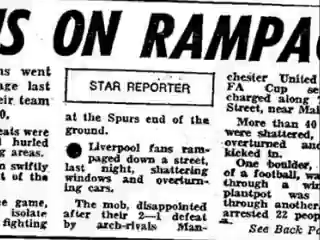 S ON RAMPA
ns went
age last
eir team
0.
eats were
hurled
g areas.
n swiftly
t of the
e game,
isolate
fighting
STAR REPORTER
at the Spurs end of the
ground.
Liverpool fans ram-
paged down a street,
last night, shattering
windows and overturn-
ing cars.
The mob, disappointed
after their 2—1 defeat
by arch-rivals Man-
chester United
FA Cup se
charged along
Street, near Mai
More than 40
were shattered,
overturned and
kicked in.
One boulder,
of a football, wa
through a win
plantpot was
through another.
arrested 22 peop
See Back Pa